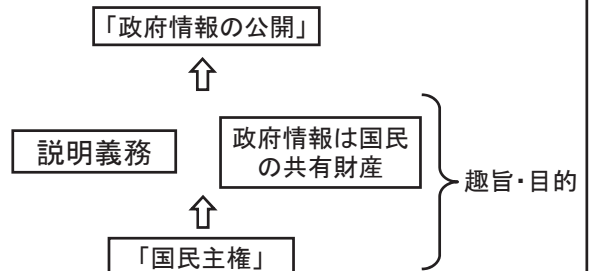 「政府情報の公開」
説明義務
政府情報は国民
の共有財産
趣旨・目的
「国民主権」